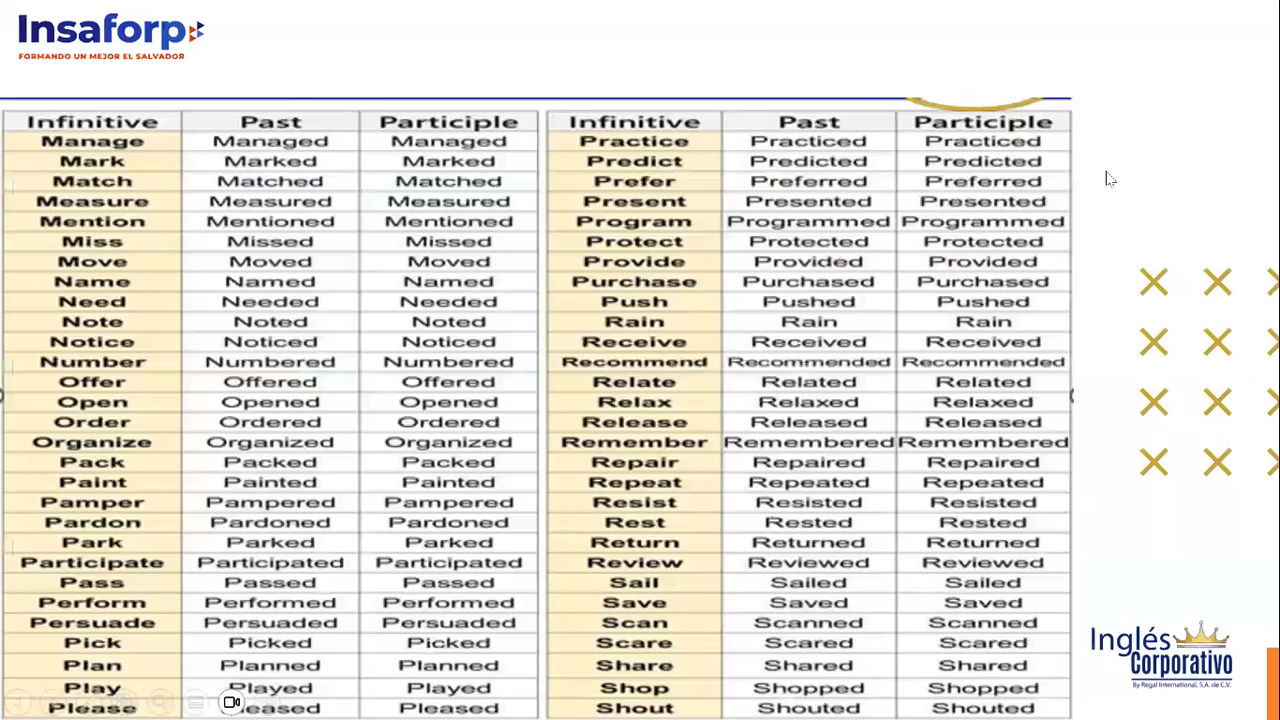 Insaforp
FORMANDO UN MEJOR EL SALVADOR
Infinitive Past Participle
Manage Managed Managed
Mark Marked Marked
Match Matched Matched
Measure Measured Measured
Mention Mentioned Mentioned
Miss Missed Missed
Move Moved Moved
Name Named Named
Need Needed Needed
Note Noted Noted
Notice Noticed Noticed
Number Numbered Numbered
Offer Offered Offered
Open Opened Opened
Order Ordered Ordered
Organize Organized Organized
Pack Packed Packed
Paint Painted Painted
Pamper Pampered Pampered
Pardon Pardoned Pardoned
Park Parked Parked
Participate Participated Participated
Pass Passed Passed
Perform Performed Performed
Persuade Persuaded Persuaded
Pick Picked Picked
Plan Planned Planned
Play Played Played
Please Pleased
Infinitive Past Participle
Practice Practiced Practiced
Predict Predicted Predicted
Prefer Preferred Preferred
Present Presented Presented
Program Programmed Programmed
Protect Protected Protected
Provide Provided Provided
Purchase Purchased Purchased
Push Pushed Pushed
Rain Rain Rain
Receive Received Received
Recommend Recommended Recommended
Relate Related Related
Relax Relaxed Relaxed
Release Released Released
Remember Remembered Remembered
Repair Repaired Repaired
Repeat Repeated Repeated
Resist Resisted Resisted
Rest Rested Rested
Return Returned Returned
Review Reviewed Reviewed
Sail Sailed Sailed
Save Saved Saved
Scan Scanned Scanned
Scare Scared Scared
Share Shared Shared
Shop Shopped Shopped
Shout Shouted Shouted
Inglés
Corporativo
By Regal International, S.A. de C.V.